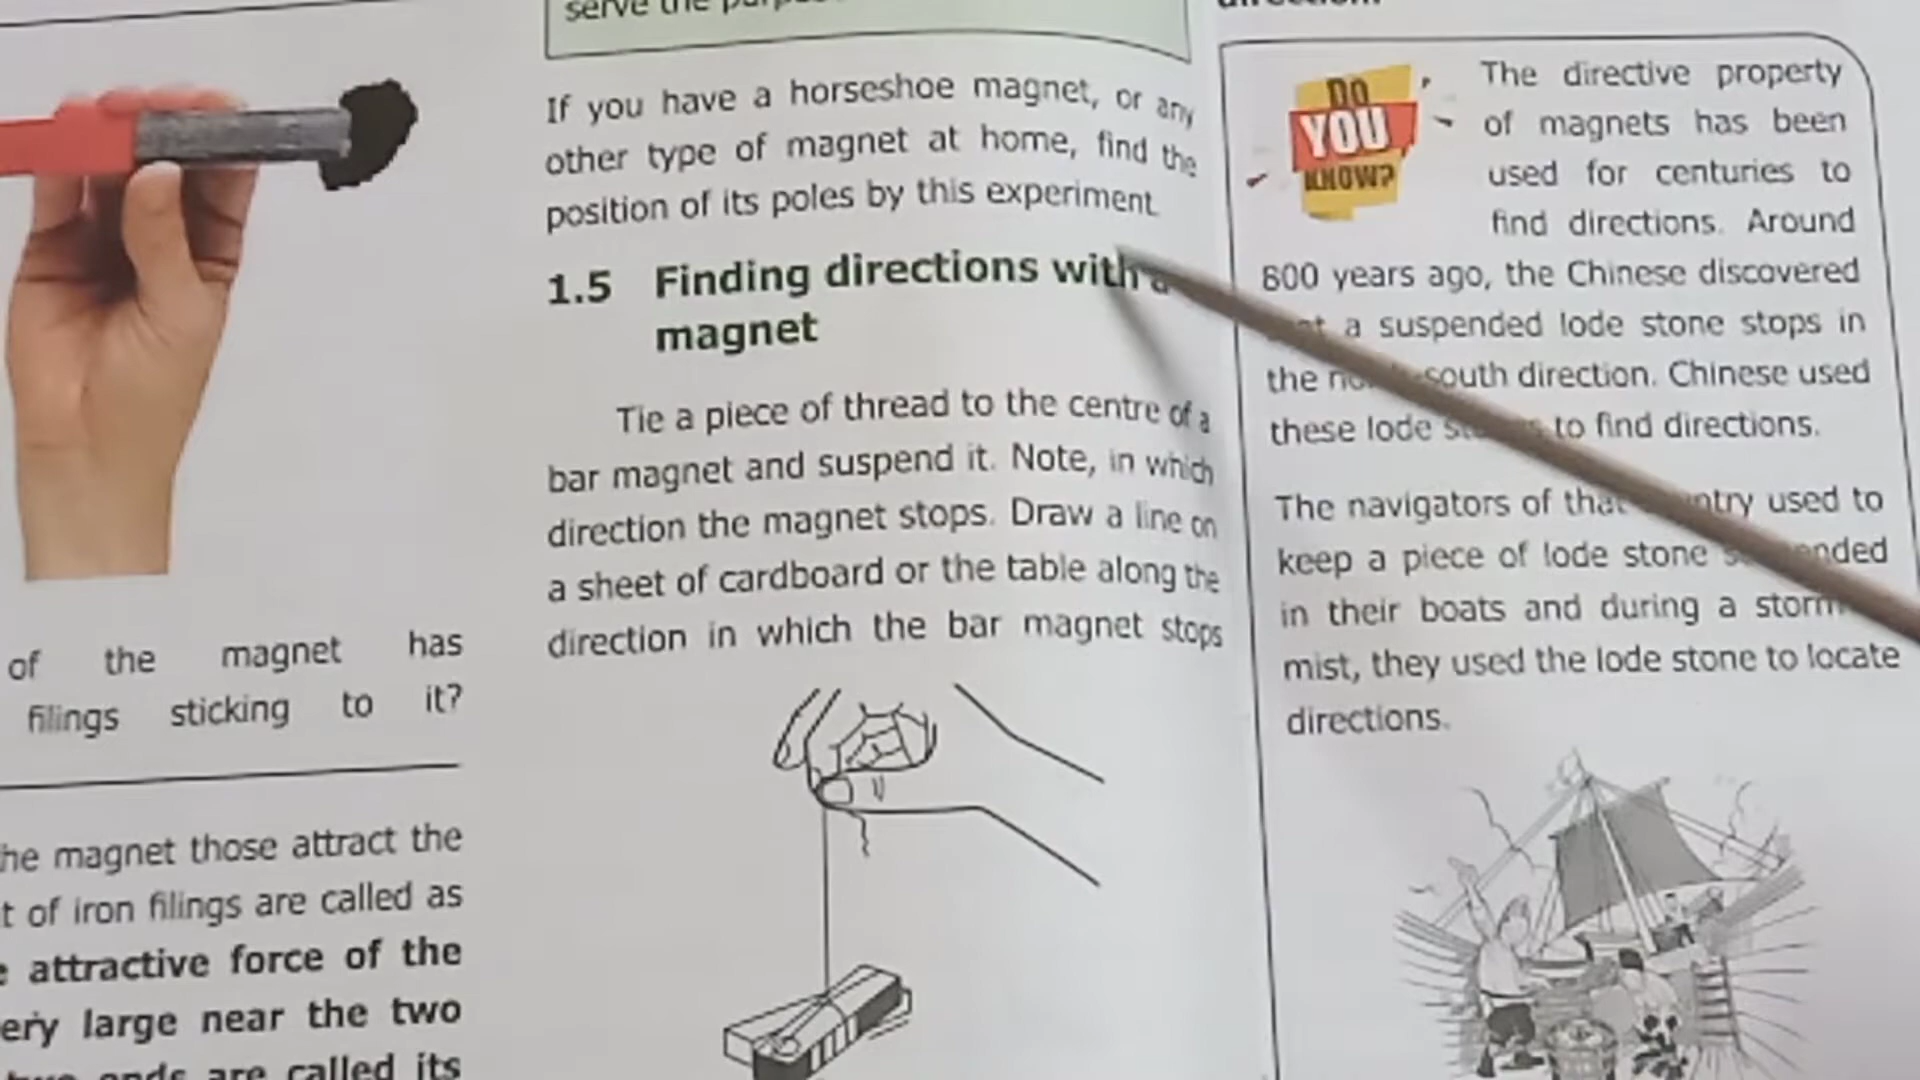 of the magnet has
filings sticking to it?
he magnet those attract the
t of iron filings are called as
attractive force of the
ery large near the two
ends are called its
serve the
If you have a horseshoe magnet, or any
other type of magnet at home, find the
position of its poles by this experiment
1.5 Finding directions with a
magnet
Tie a piece of thread to the centre of a
bar magnet and suspend it. Note, in which
direction the magnet stops. Draw a line on
a sheet of cardboard or the table along the
direction in which the bar magnet stops
DO
YOU
KNOW?
The directive property
of magnets has been
used for centuries to
find directions. Around
800 years ago, the Chinese discovered
a suspended lode stone stops in
the south direction. Chinese used
these lode to find directions.
The navigators of that used to
keep a piece of lode stone
in their boats and during a storm
mist, they used the lode stone to locate
directions.